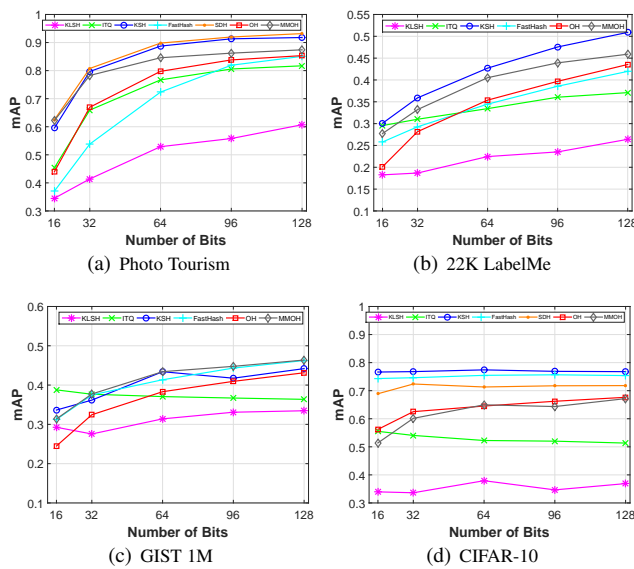 KLSH ITQ KSH FastHash SDH OH MMOH
1
0.9
0.8
0.7
0.6
0.5
0.4
0.3
mAP
16 32 64 96 128
Number of Bits
(a) Photo Tourism
KLSH ITQ KSH FastHash OH MMOH
0.55
0.5
0.45
0.4
0.35
0.3
0.25
0.2
0.15
0.1
mAP
16 32 64 96 128
Number of Bits
(b) 22K LabelMe
KLSH ITQ KSH FastHash OH MMOH
0.6
0.5
0.4
0.3
0.2
0.1
mAP
16 32 64 96 128
Number of Bits
(c) GIST 1M
KLSH ITQ KSH FastHash SDH OH MMOH
1
0.9
0.8
0.7
0.6
0.5
0.4
0.3
mAP
16 32 64 96 128
Number of Bits
(d) CIFAR-10